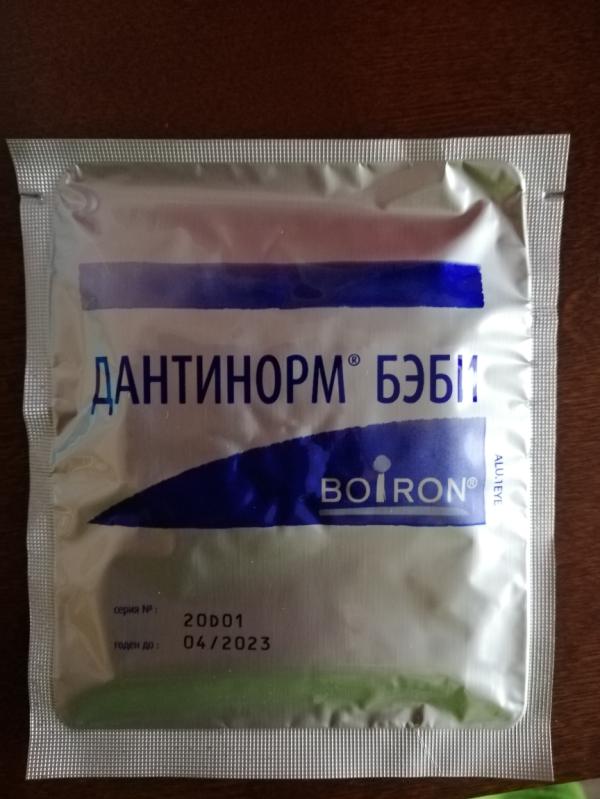 ДАНТИНОРМ® БЭБИ
BOIRON®
серия № : 20D01
годен до : 04/2023